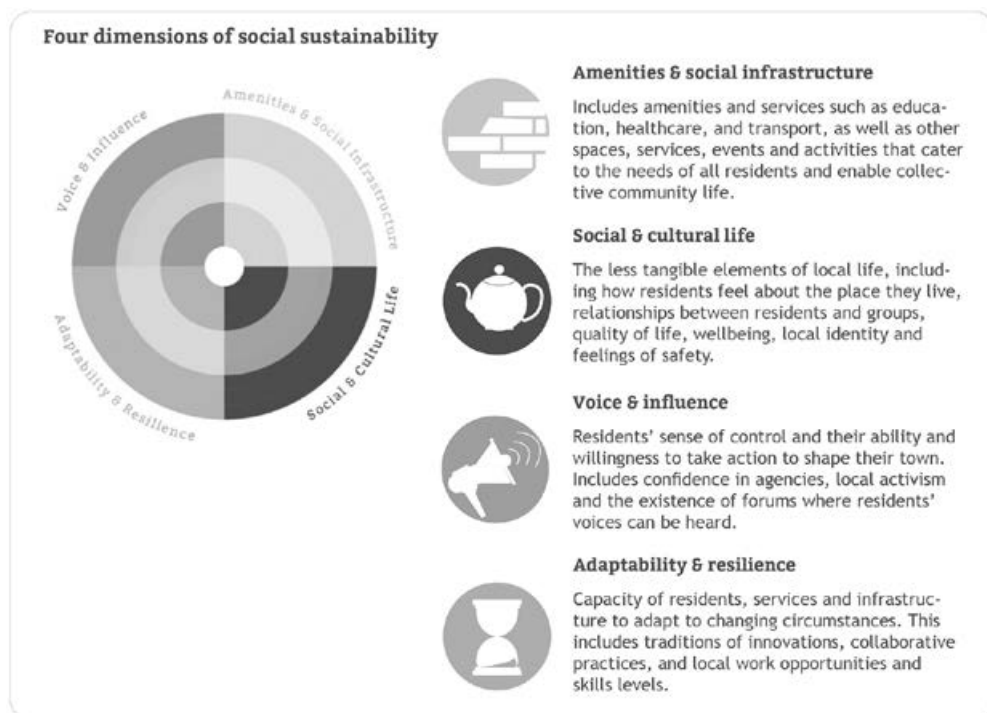 Four dimensions of social sustainability
Voice & Influence
Amenities & Social Infrastructure
Adaptability & Resilience
Social & Cultural Life
Amenities & social infrastructure
Includes amenities and services such as educa-
tion, healthcare, and transport, as well as other
spaces, services, events and activities that cater
to the needs of all residents and enable collec-
tive community life.
Social & cultural life
The less tangible elements of local life, includ-
ing how residents feel about the place they live,
relationships between residents and groups,
quality of life, wellbeing, local identity and
feelings of safety.
Voice & influence
Residents’ sense of control and their ability and
willingness to take action to shape their town.
Includes confidence in agencies, local activism
and the existence of forums where residents’
voices can be heard.
Adaptability & resilience
Capacity of residents, services and infrastruc-
ture to adapt to changing circumstances. This
includes traditions of innovations, collaborative
practices, and local work opportunities and
skills levels.